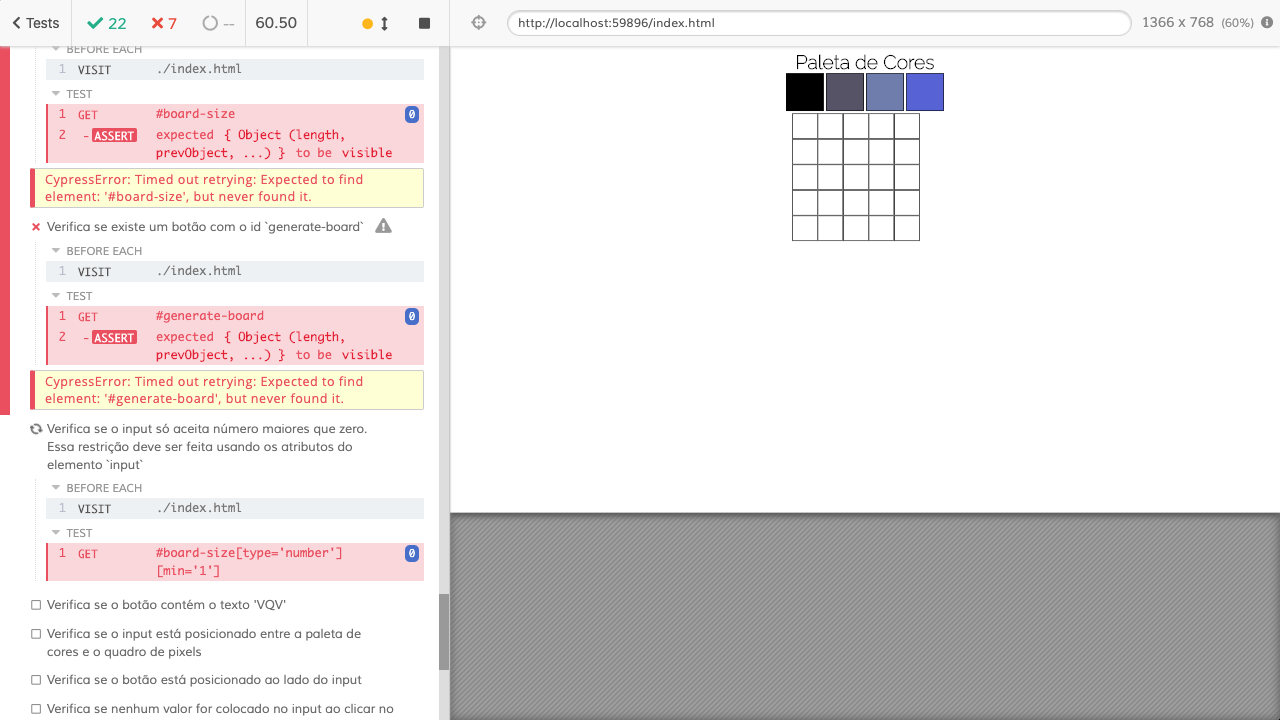 Tests
22
7
--
60.50
http://localhost:59896/index.html
1366 x 768 (60%)
BEFORE EACH
1 VISIT ./index.html
TEST
1 GET #board-size 0
2 -ASSERT expected { Object (length,
prevObject, ...) } to be visible
CypressError: Timed out retrying: Expected to find
element: '#board-size', but never found it.
Verifica se existe um botão com o id `generate-board`
BEFORE EACH
1 VISIT ./index.html
TEST
1 GET #generate-board 0
2 -ASSERT expected { Object (length,
prevObject, ...) } to be visible
CypressError: Timed out retrying: Expected to find
element: '#generate-board', but never found it.
Verifica se o input só aceita número maiores que zero.
Essa restrição deve ser feita usando os atributos do
elemento `input`
BEFORE EACH
1 VISIT ./index.html
TEST
1 GET #board-size[type='number'] 0
[min='1']
Verifica se o botão contém o texto 'VQV'
Verifica se o input está posicionado entre a paleta de
cores e o quadro de pixels
Verifica se o botão está posicionado ao lado do input
Verifica se nenhum valor for colocado no input ao clicar no
Paleta de Cores